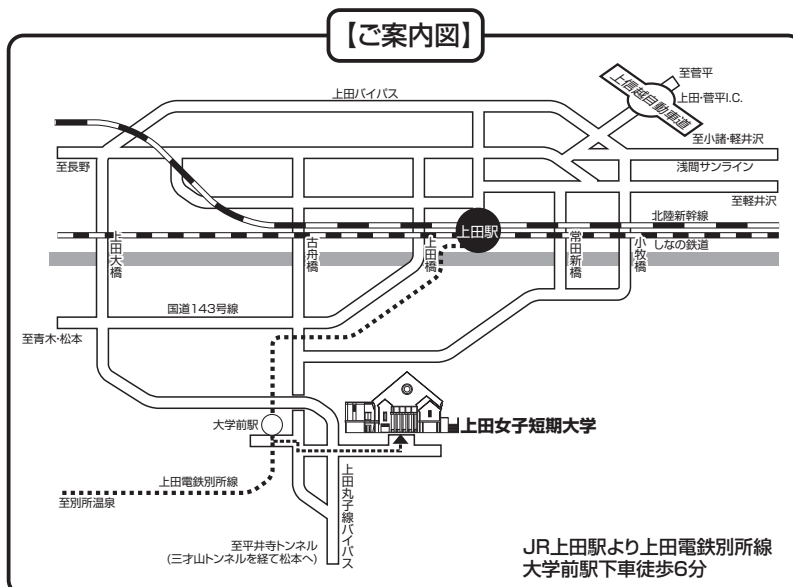 【ご案内図】
至菅平
上信越自動車道
上田・菅平I.C.
上田バイパス
至小諸・軽井沢
至長野
浅間サンライン
至軽井沢
北陸新幹線
上田駅
しなの鉄道
上田大橋
古舟橋
上田橋
常田新橋
小牧橋
国道143号線
至青木・松本
大学前駅
上田女子短期大学
上田電鉄別所線
至別所温泉
上田丸子線バイパス
至平井寺トンネル
(三才山トンネルを経て松本へ)
JR上田駅より上田電鉄別所線
大学前駅下車徒歩6分